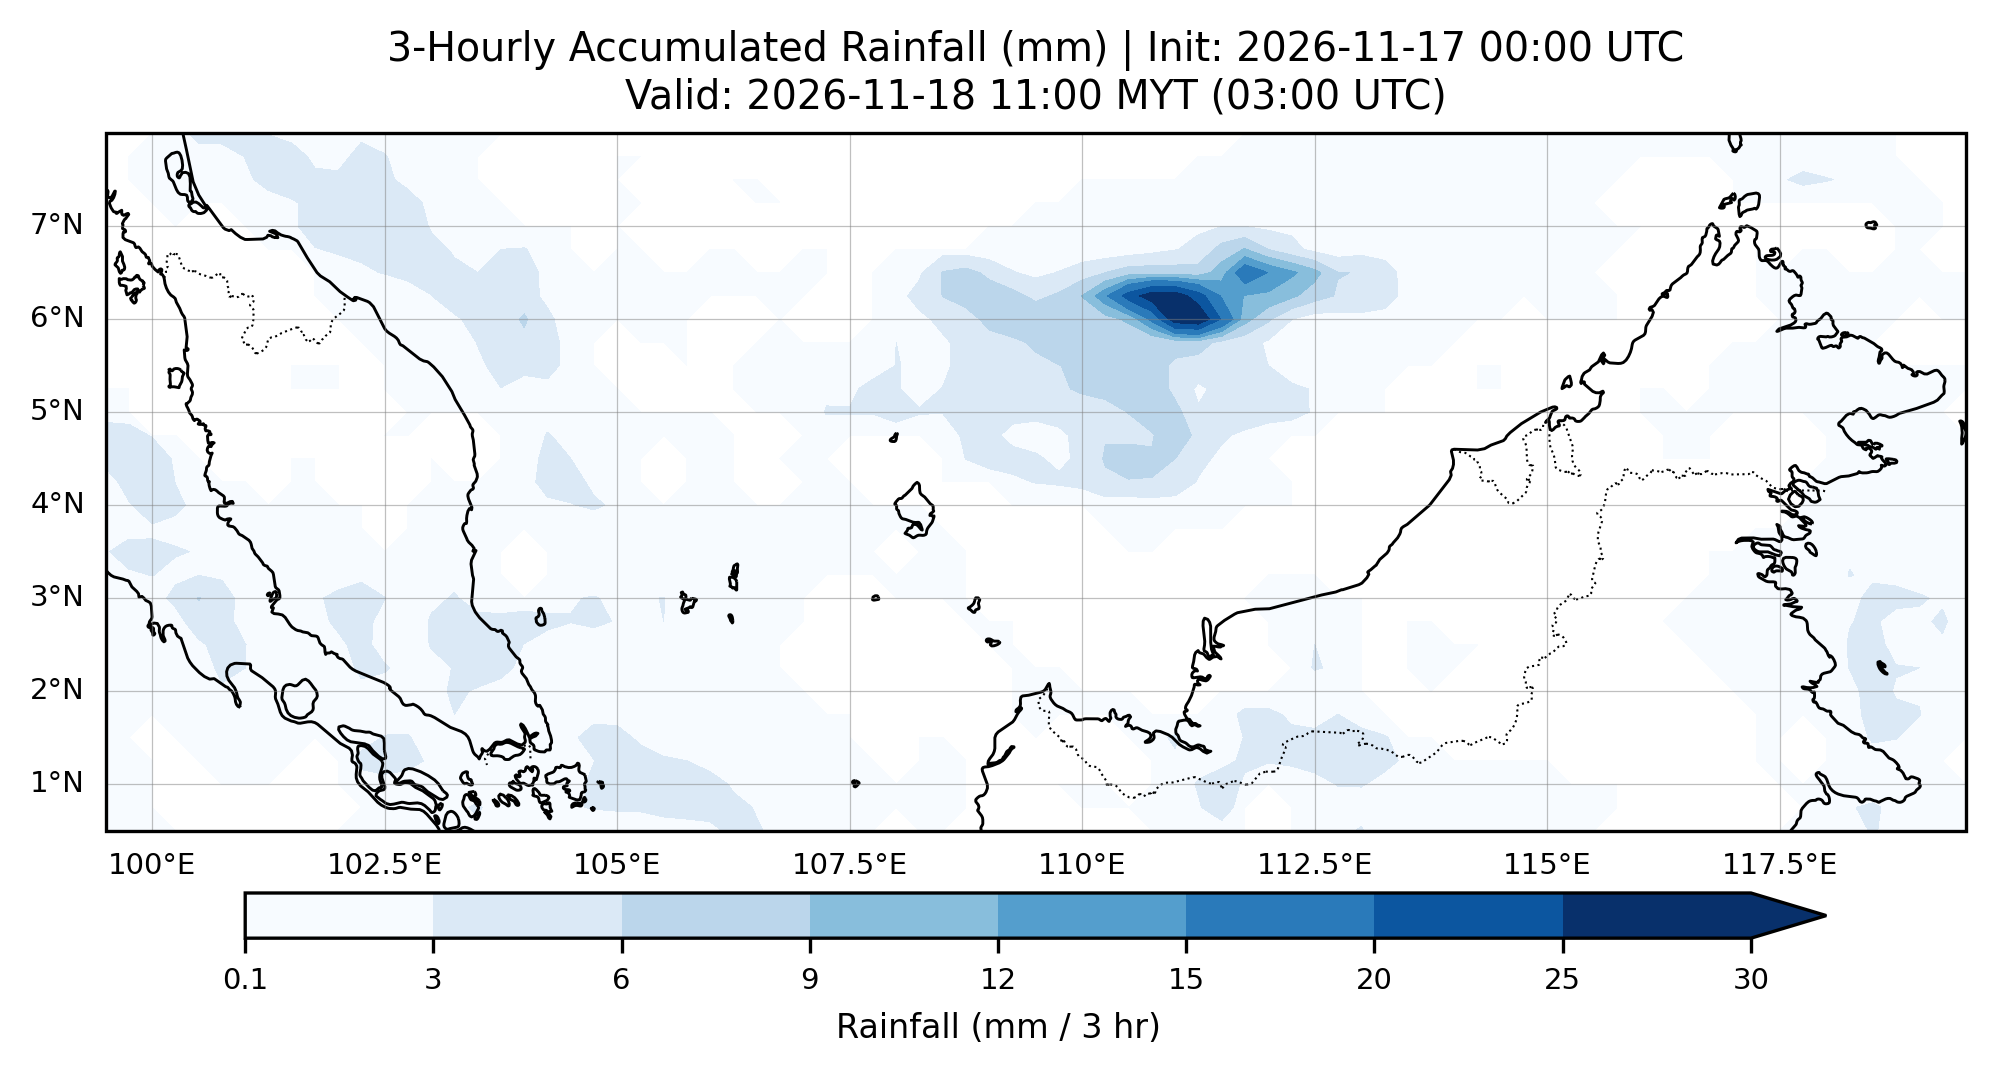 3-Hourly Accumulated Rainfall (mm) | Init: 2026-11-17 00:00 UTC
Valid: 2026-11-18 11:00 MYT (03:00 UTC)
7°N
6°N
5°N
4°N
3°N
2°N
1°N
100°E 102.5°E 105°E 107.5°E 110°E 112.5°E 115°E 117.5°E
0.1 3 6 9 12 15 20 25 30
Rainfall (mm / 3 hr)